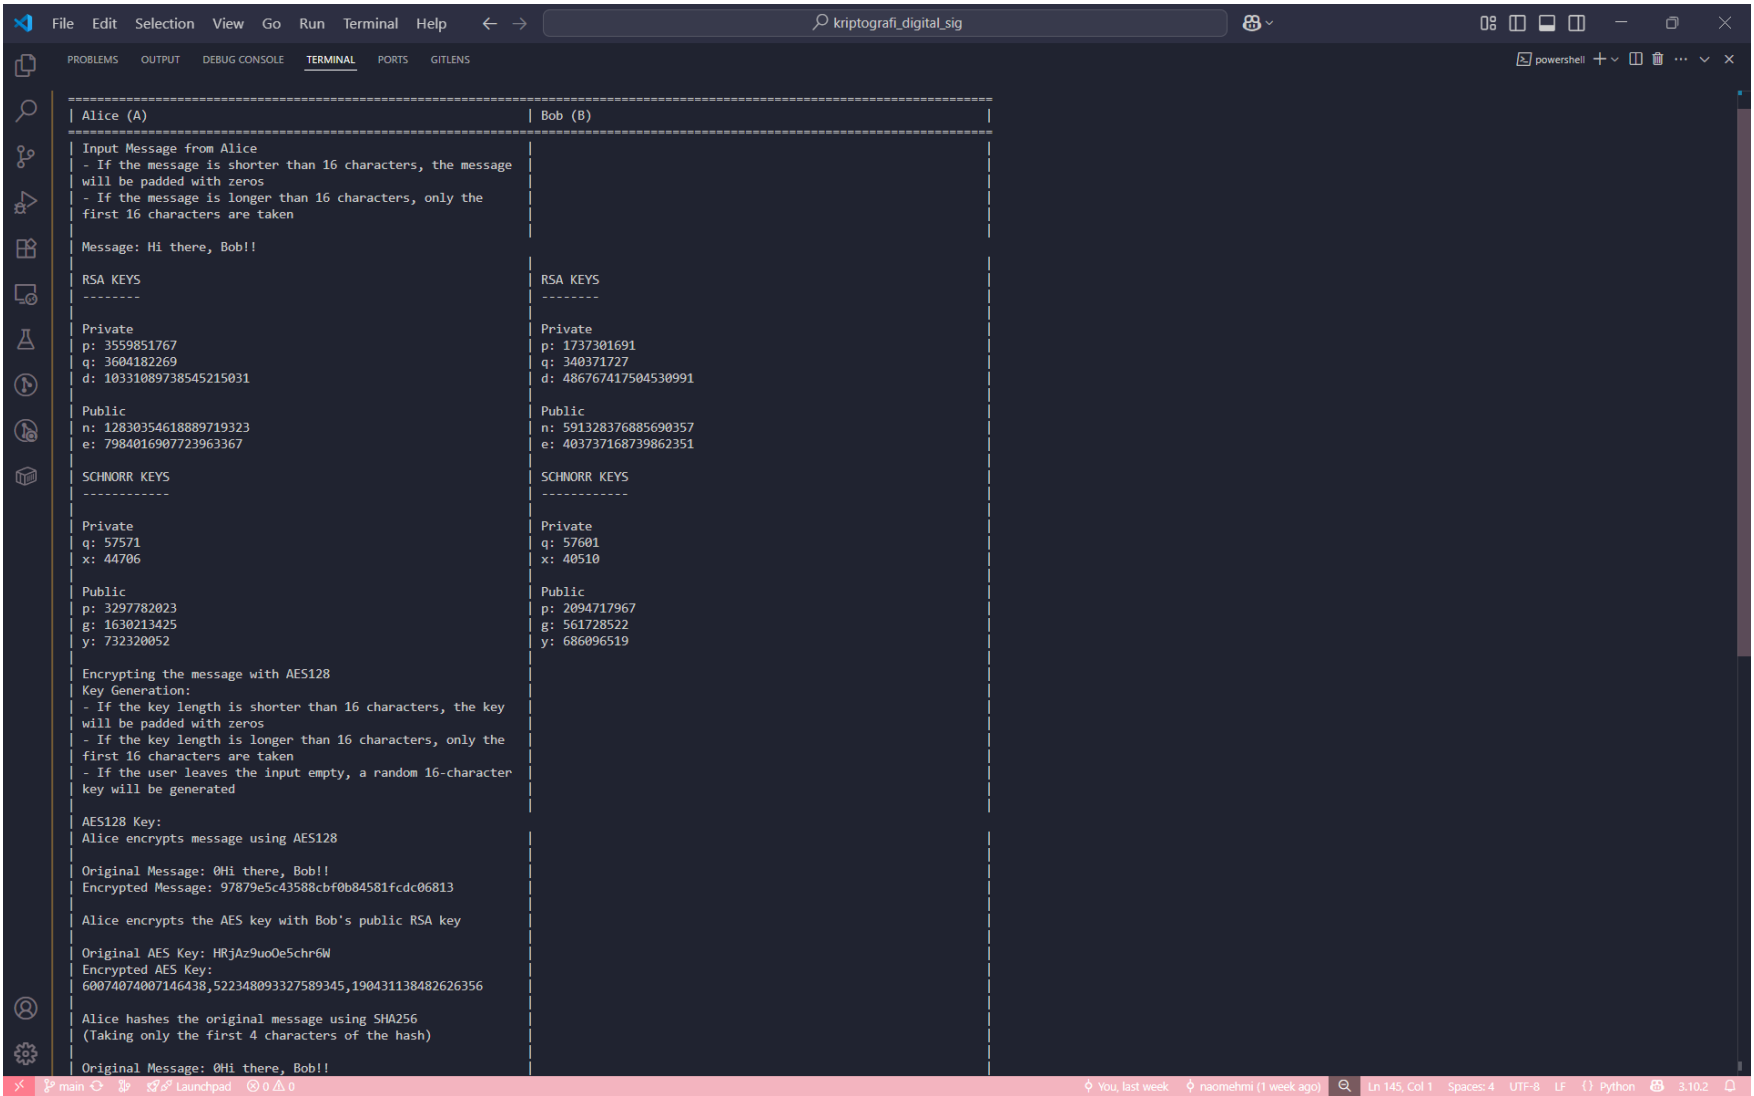 File Edit Selection View Go Run Terminal Help kriptografi_digital_sig
PROBLEMS OUTPUT DEBUG CONSOLE TERMINAL PORTS GITLENS powershell
| Alice (A) | Bob (B) |
| Input Message from Alice | |
| - If the message is shorter than 16 characters, the message | |
| will be padded with zeros | |
| - If the message is longer than 16 characters, only the | |
| first 16 characters are taken | |
| Message: Hi there, Bob!!
| RSA KEYS | RSA KEYS |
| -------- | -------- |
| Private | Private |
| p: 3559851767 | p: 1737301691 |
| q: 3604182269 | q: 340371727 |
| d: 10331089738545215031 | d: 486767417504530991 |
| Public | Public |
| n: 12830354618889719323 | n: 591328376885690357 |
| e: 7984016907723963367 | e: 403737168739862351 |
| SCHNORR KEYS | SCHNORR KEYS |
| ------------ | ------------ |
| Private | Private |
| q: 57571 | q: 57601 |
| x: 44706 | x: 40510 |
| Public | Public |
| p: 3297782023 | p: 2094717967 |
| g: 1630213425 | g: 561728522 |
| y: 732320052 | y: 686096519 |
| Encrypting the message with AES128 | |
| Key Generation: | |
| - If the key length is shorter than 16 characters, the key | |
| will be padded with zeros | |
| - If the key length is longer than 16 characters, only the | |
| first 16 characters are taken | |
| - If the user leaves the input empty, a random 16-character | |
| key will be generated | |
| AES128 Key:
| Alice encrypts message using AES128 | |
| Original Message: 0Hi there, Bob!! | |
| Encrypted Message: 97879e5c43588cbf0b84581fcdc06813 | |
| Alice encrypts the AES key with Bob's public RSA key | |
| Original AES Key: HRjAz9uoOe5chr6W | |
| Encrypted AES Key: | |
| 60074074007146438,522348093327589345,190431138482626356 | |
| Alice hashes the original message using SHA256 | |
| (Taking only the first 4 characters of the hash) | |
| Original Message: 0Hi there, Bob!! | |
main Launchpad 0 0 You, last week naomehmi (1 week ago) Ln 145, Col 1 Spaces: 4 UTF-8 LF {} Python 3.10.2